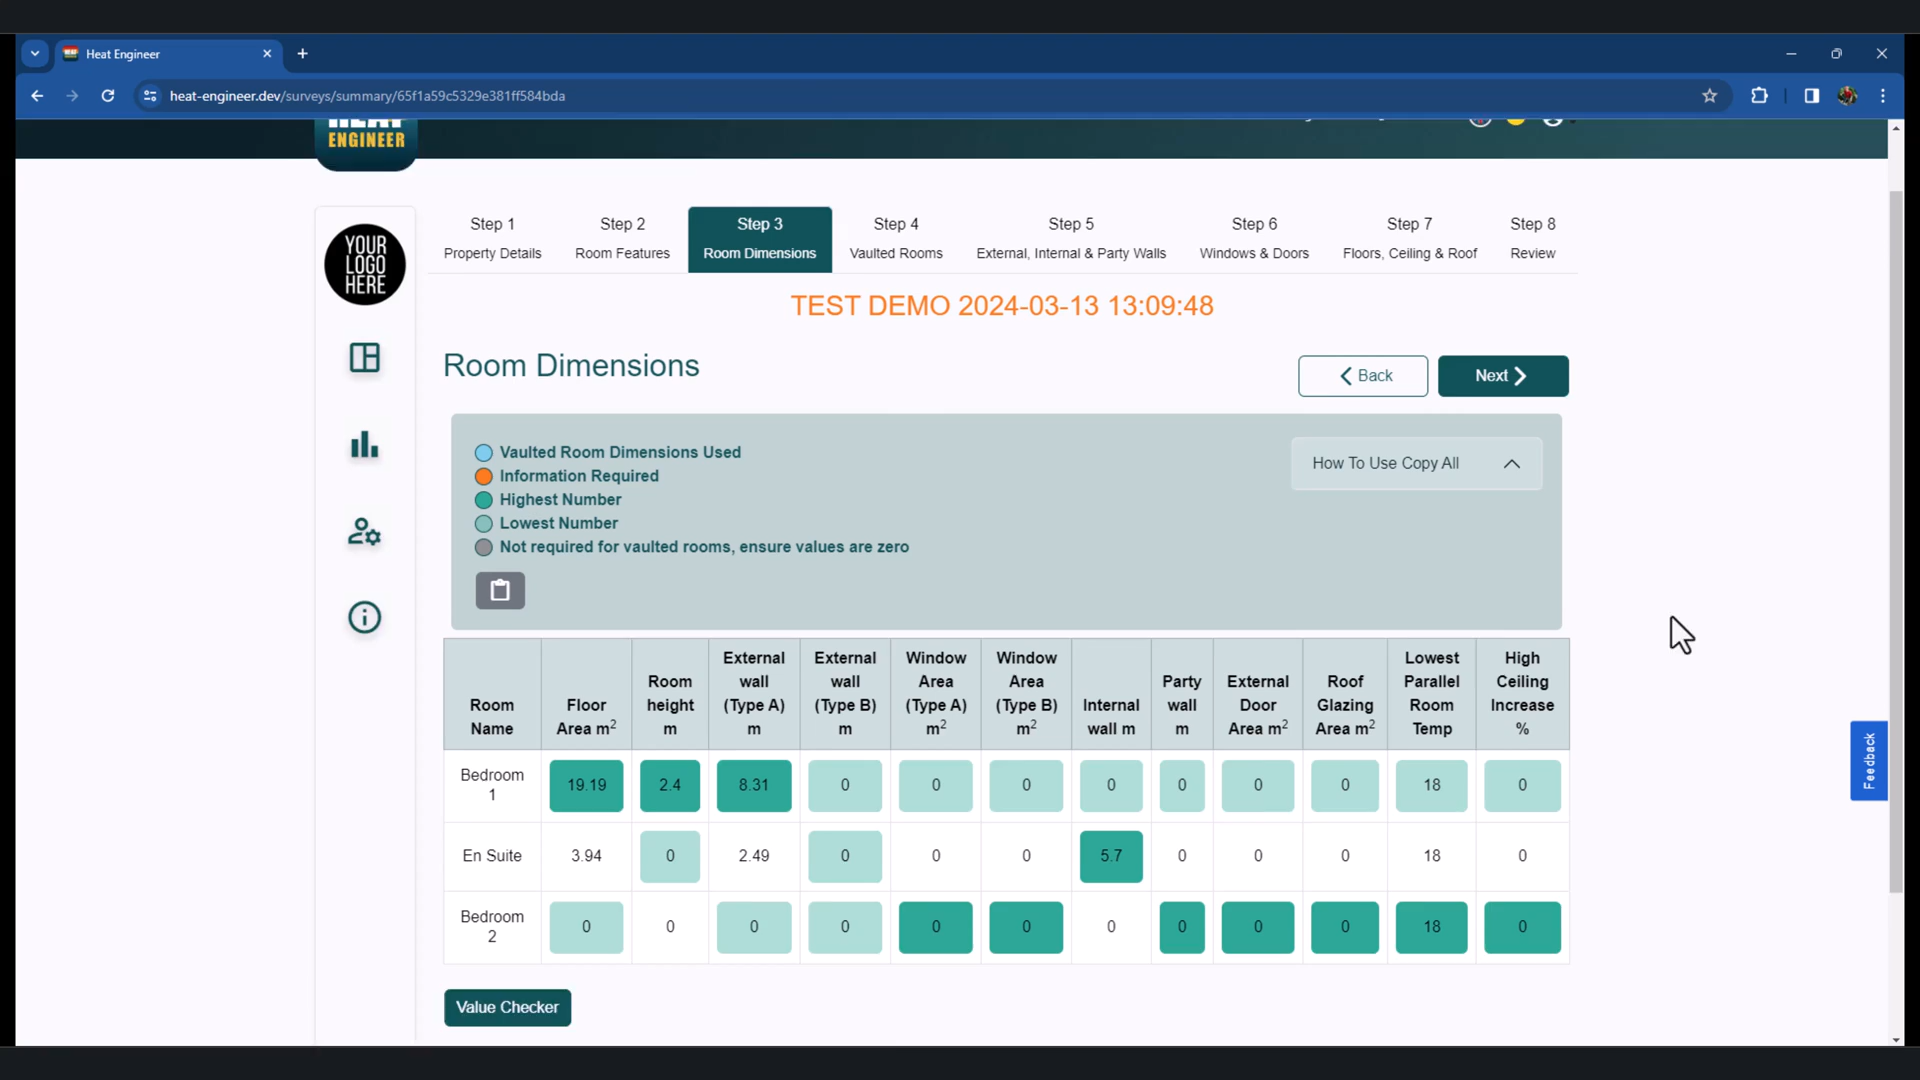 Heat Engineer
heat-engineer.dev/surveys/summary/65f1a59c5329e381ff584bda
HEAT
ENGINEER
YOUR
LOGO
HERE
Step 1
Property Details
Step 2
Room Features
Step 3
Room Dimensions
Step 4
Vaulted Rooms
Step 5
External, Internal & Party Walls
Step 6
Windows & Doors
Step 7
Floors, Ceiling & Roof
Step 8
Review
TEST DEMO 2024-03-13 13:09:48
Room Dimensions
Back
Next
Vaulted Room Dimensions Used
Information Required
Highest Number
Lowest Number
Not required for vaulted rooms, ensure values are zero
How To Use Copy All
Room
Name
Floor
Area m²
Room
height
m
External
wall
(Type A)
m
External
wall
(Type B)
m
Window
Area
(Type A)
m²
Window
Area
(Type B)
m²
Internal
wall m
Party
wall
m
External
Door
Area m²
Roof
Glazing
Area m²
Lowest
Parallel
Room
Temp
High
Ceiling
Increase
%
Bedroom
1
19.19 2.4 8.31 0 0 0 0 0 0 0 18 0
En Suite 3.94 0 2.49 0 0 0 5.7 0 0 0 18 0
Bedroom
2
0 0 0 0 0 0 0 0 0 0 18 0
Value Checker
Feedback